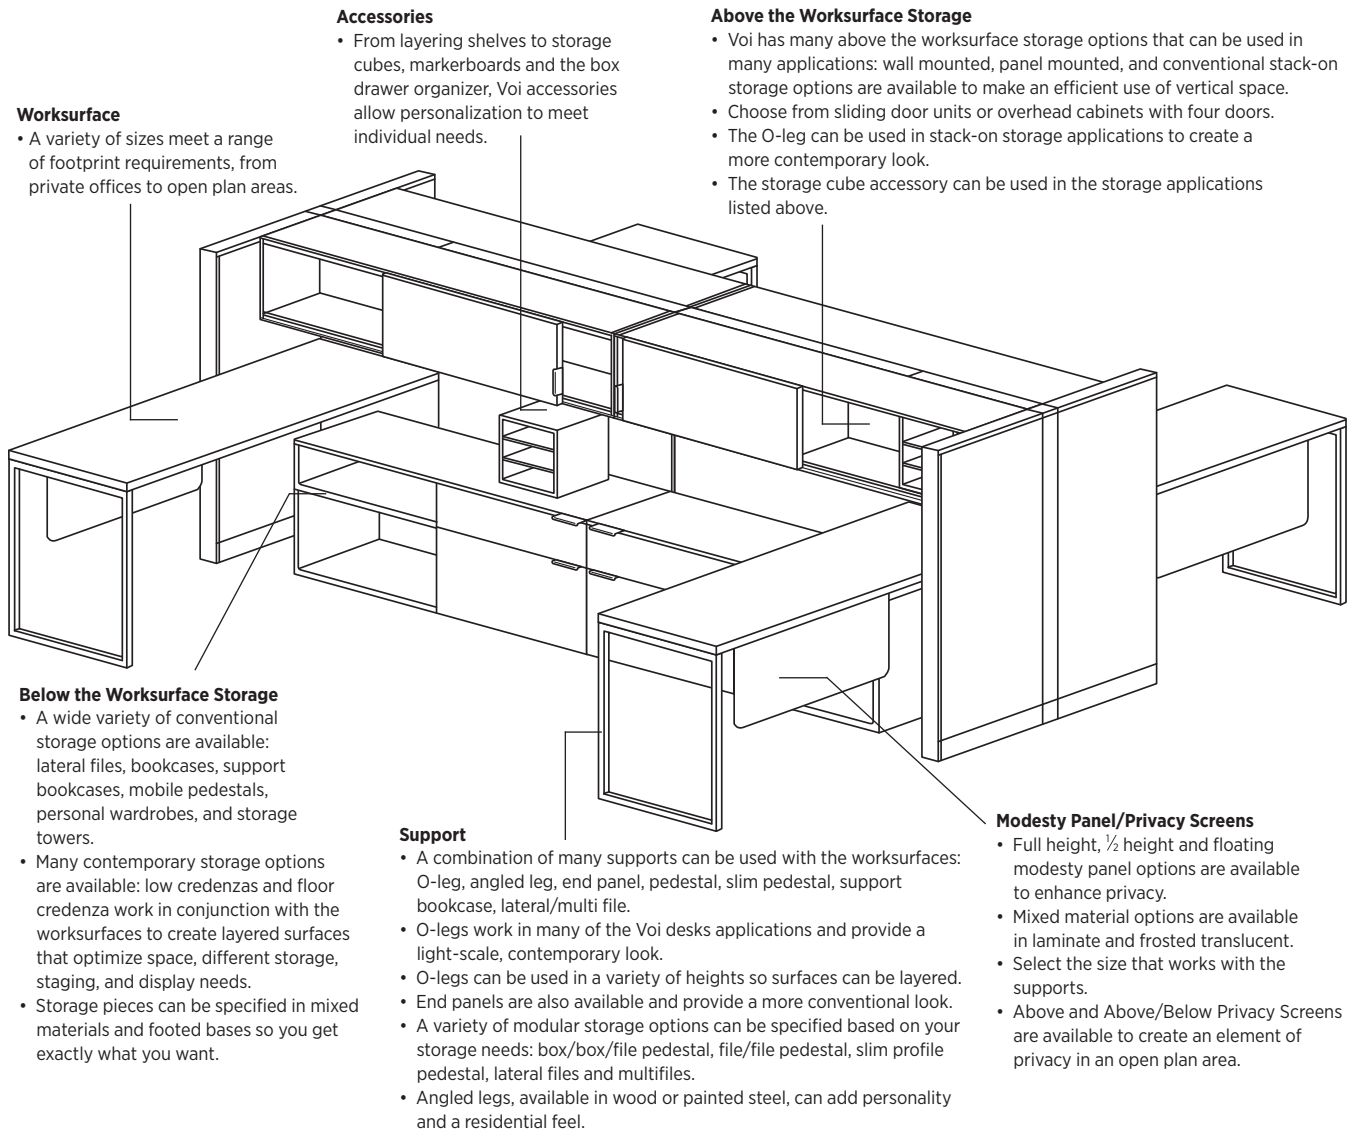 Accessories
• From layering shelves to storage
cubes, markerboards and the box
drawer organizer, Voi accessories
allow personalization to meet
individual needs.
Above the Worksurface Storage
• Voi has many above the worksurface storage options that can be used in
many applications: wall mounted, panel mounted, and conventional stack-on
storage options are available to make an efficient use of vertical space.
• Choose from sliding door units or overhead cabinets with four doors.
• The O-leg can be used in stack-on storage applications to create a
more contemporary look.
• The storage cube accessory can be used in the storage applications
listed above.
Worksurface
• A variety of sizes meet a range
of footprint requirements, from
private offices to open plan areas.
Below the Worksurface Storage
• A wide variety of conventional
storage options are available:
lateral files, bookcases, support
bookcases, mobile pedestals,
personal wardrobes, and storage
towers.
• Many contemporary storage options
are available: low credenzas and floor
credenza work in conjunction with the
worksurfaces to create layered surfaces
that optimize space, different storage,
staging, and display needs.
• Storage pieces can be specified in mixed
materials and footed bases so you get
exactly what you want.
Support
• A combination of many supports can be used with the worksurfaces:
O-leg, angled leg, end panel, pedestal, slim pedestal, support
bookcase, lateral/multi file.
• O-legs work in many of the Voi desks applications and provide a
light-scale, contemporary look.
• O-legs can be used in a variety of heights so surfaces can be layered.
• End panels are also available and provide a more conventional look.
• A variety of modular storage options can be specified based on your
storage needs: box/box/file pedestal, file/file pedestal, slim profile
pedestal, lateral files and multifiles.
• Angled legs, available in wood or painted steel, can add personality
and a residential feel.
Modesty Panel/Privacy Screens
• Full height, ½ height and floating
modesty panel options are available
to enhance privacy.
• Mixed material options are available
in laminate and frosted translucent.
• Select the size that works with the
supports.
• Above and Above/Below Privacy Screens
are available to create an element of
privacy in an open plan area.